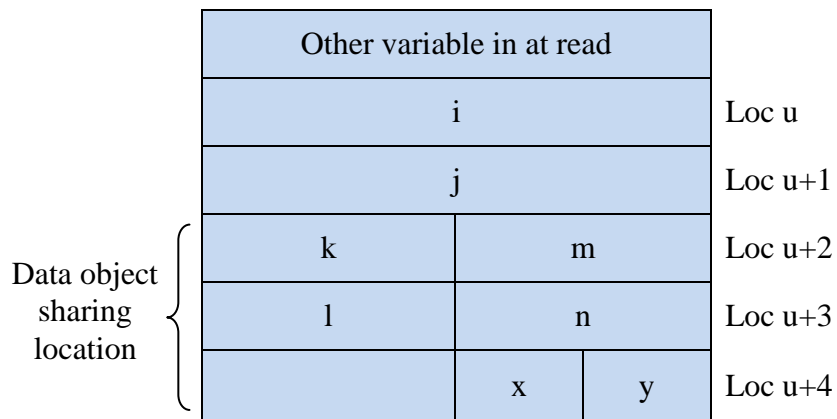 Other variable in at read
i Loc u
j Loc u+1
k m Loc u+2
Data object
sharing
location
l n Loc u+3
x y Loc u+4